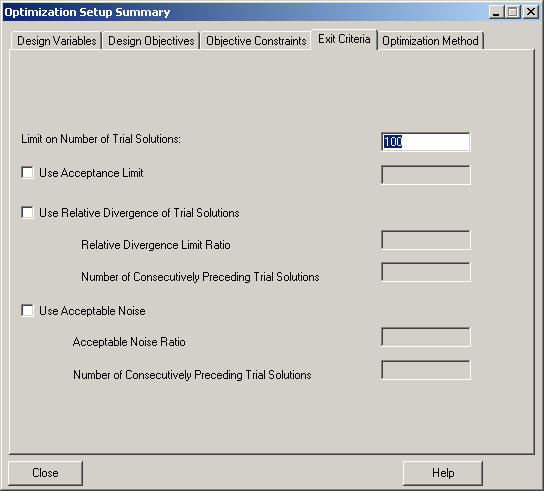 Optimization Setup Summary
Design Variables
Design Objectives
Objective Constraints
Exit Criteria
Optimization Method
Limit on Number of Trial Solutions:
100
Use Acceptance Limit
Use Relative Divergence of Trial Solutions
Relative Divergence Limit Ratio
Number of Consecutively Preceding Trial Solutions
Use Acceptable Noise
Acceptable Noise Ratio
Number of Consecutively Preceding Trial Solutions
Close
Help